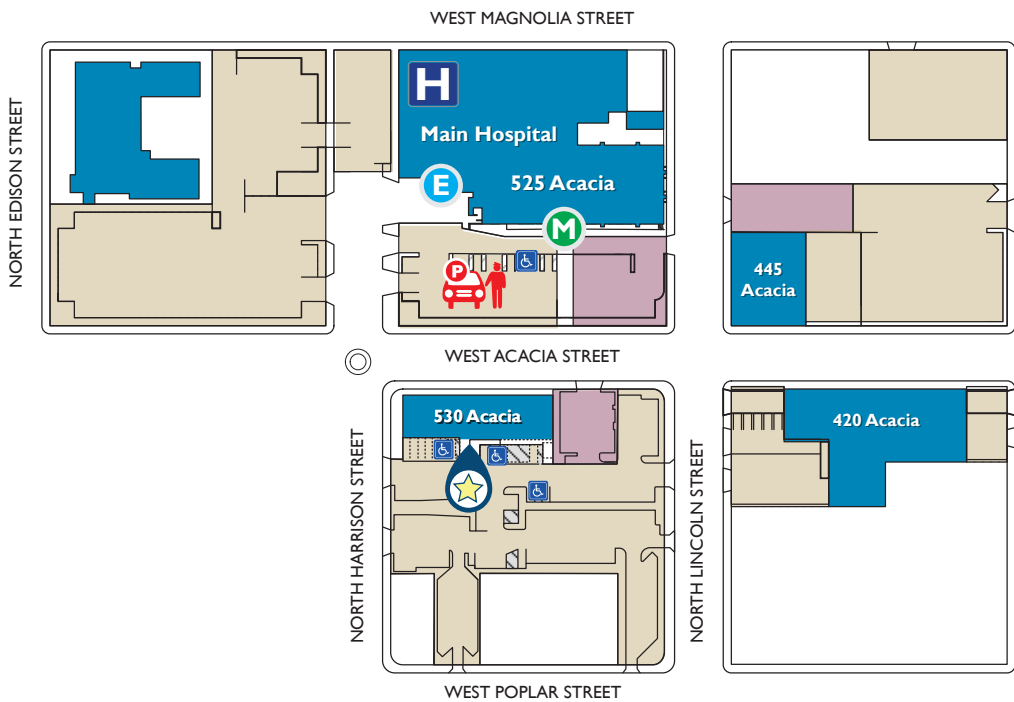 WEST MAGNOLIA STREET
NORTH EDISON STREET
H
Main Hospital
E
525 Acacia
M
P
445
Acacia
WEST ACACIA STREET
530 Acacia
420 Acacia
NORTH HARRISON STREET
NORTH LINCOLN STREET
WEST POPLAR STREET